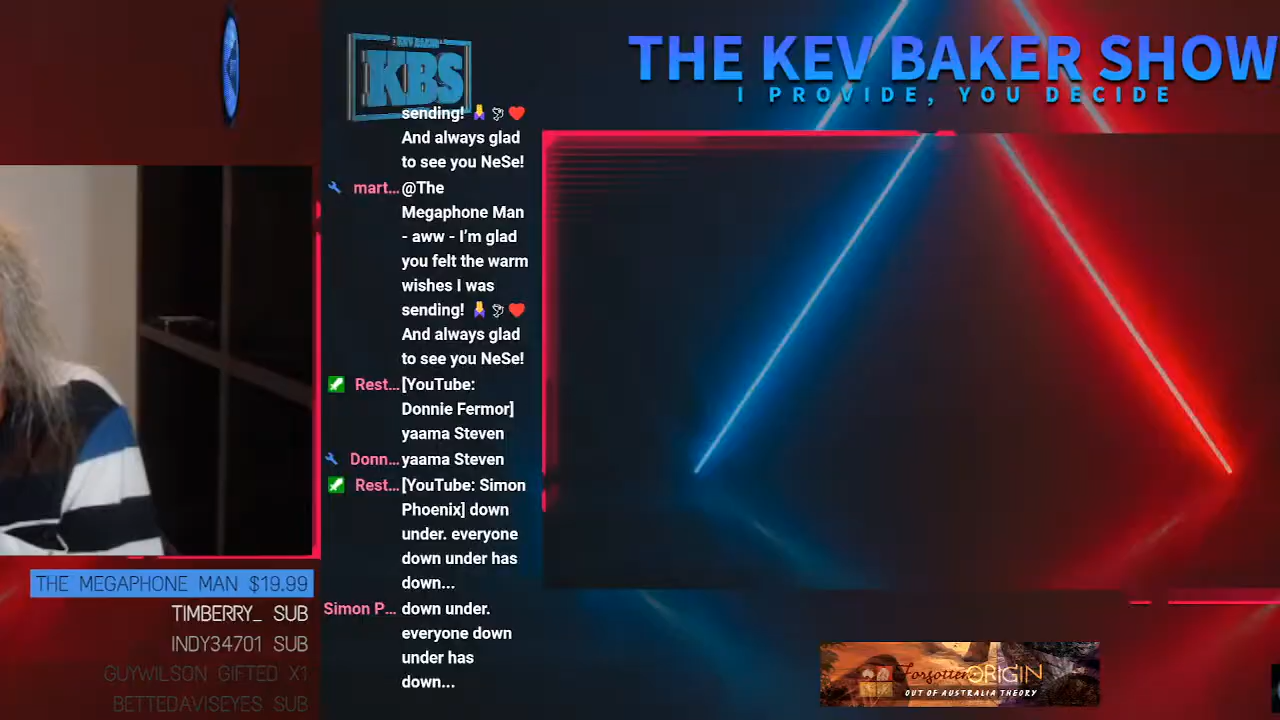 KBS
THE KEV BAKER SHOW
I PROVIDE, YOU DECIDE
sending! 🙏 🕊 ❤️
And always glad
to see you NeSe!
mart... @The
Megaphone Man
- aww - I'm glad
you felt the warm
wishes I was
sending! 🙏 🕊 ❤️
And always glad
to see you NeSe!
Rest... [YouTube:
Donnie Fermor]
yaama Steven
Donn... yaama Steven
Rest... [YouTube: Simon
Phoenix] down
under. everyone
down under has
down...
Simon P... down under.
everyone down
under has
down...
THE MEGAPHONE MAN $19.99
TIMBERRY_ SUB
INDY34701 SUB
GUYWILSON GIFTED X1
BETTEDAVISEYES SUB
Forgotten ORIGIN
OUT OF AUSTRALIA THEORY